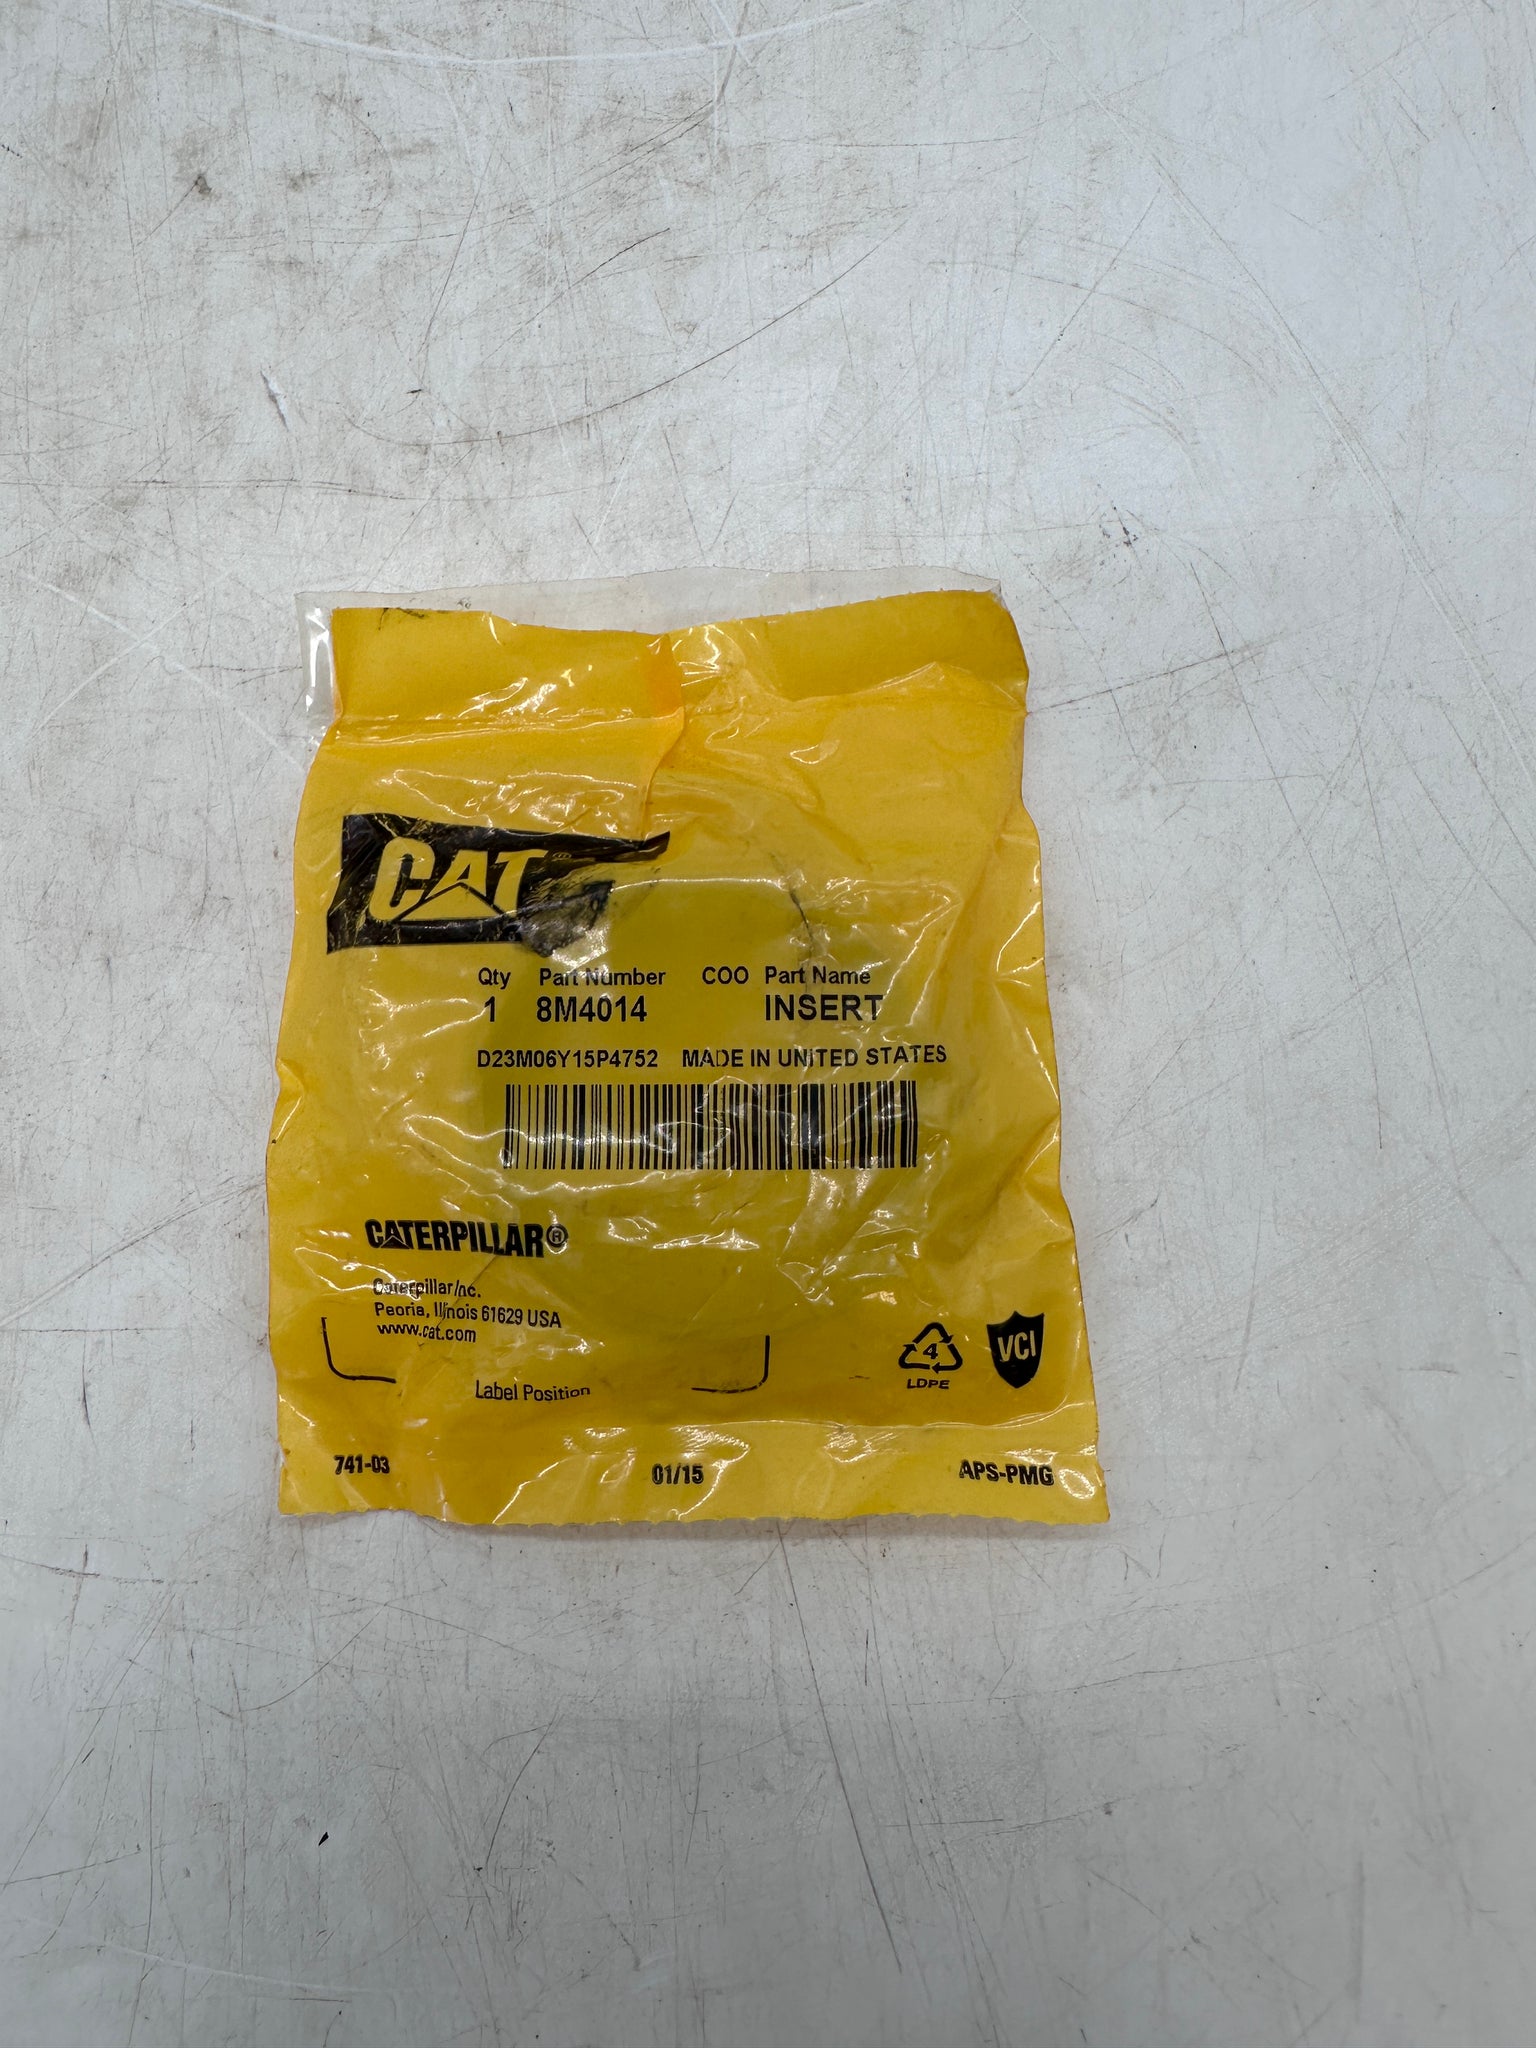 CAT®
Qty Part Number COO Part Name
1 8M4014 INSERT
D23M06Y15P4752 MADE IN UNITED STATES
CATERPILLAR®
Caterpillar Inc.
Peoria, Illinois 61629 USA
www.cat.com
4
LDPE
VCI
Label Position
741-03 01/15 APS-PMG